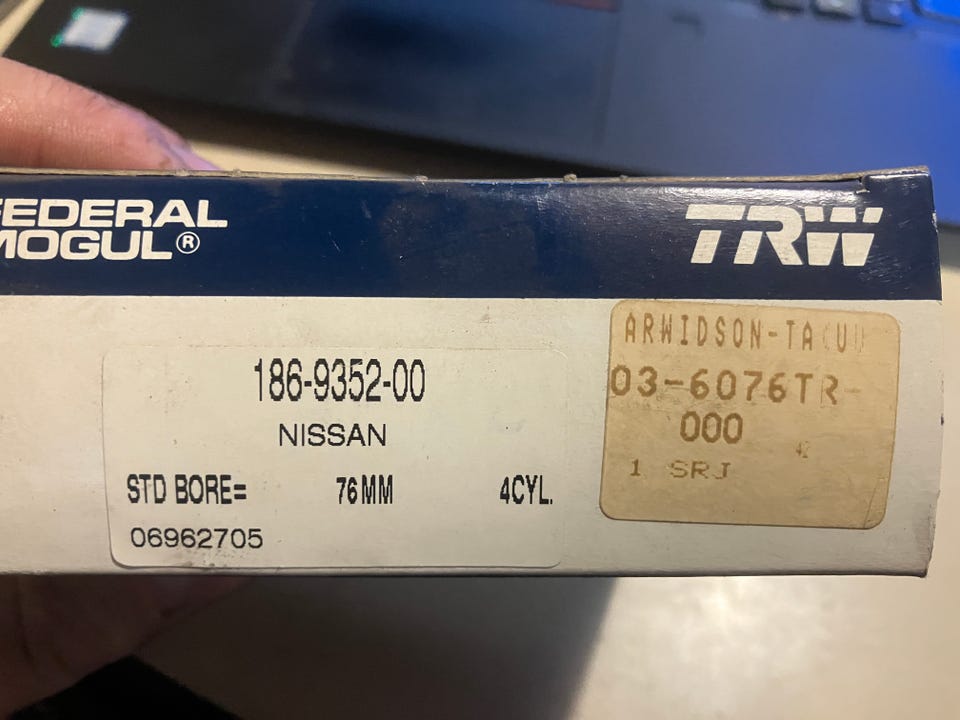 FEDERAL
MOGUL®
TRW
186-9352-00
NISSAN
STD BORE= 76MM 4CYL.
06962705
ARWIDSON-TA
03-6076TR-
000
42
1 SRJ